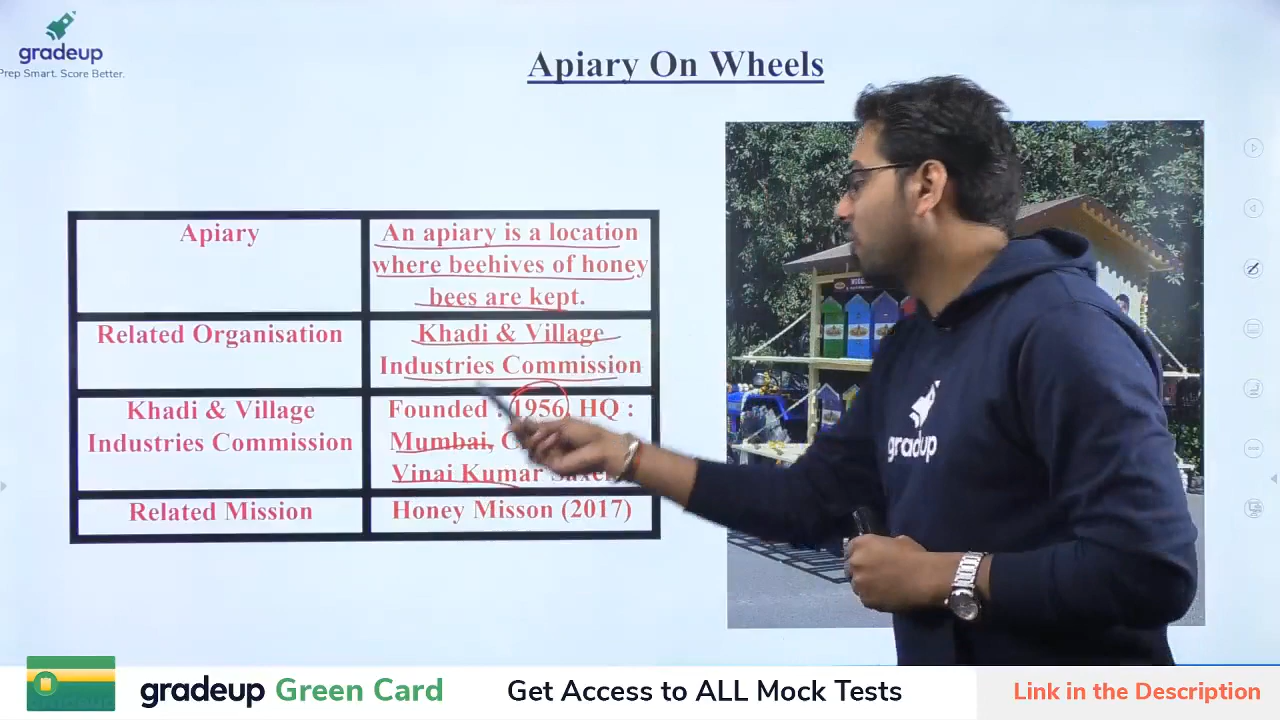 gradeup
Prep Smart. Score Better.
Apiary On Wheels
Apiary
An apiary is a location
where beehives of honey
bees are kept.
Related Organisation
Khadi & Village
Industries Commission
Khadi & Village
Industries Commission
Founded : 1956 HQ :
Mumbai,
Vinai Kumar
Related Mission
Honey Misson (2017)
gradeup
gradeup Green Card
Get Access to ALL Mock Tests
Link in the Description